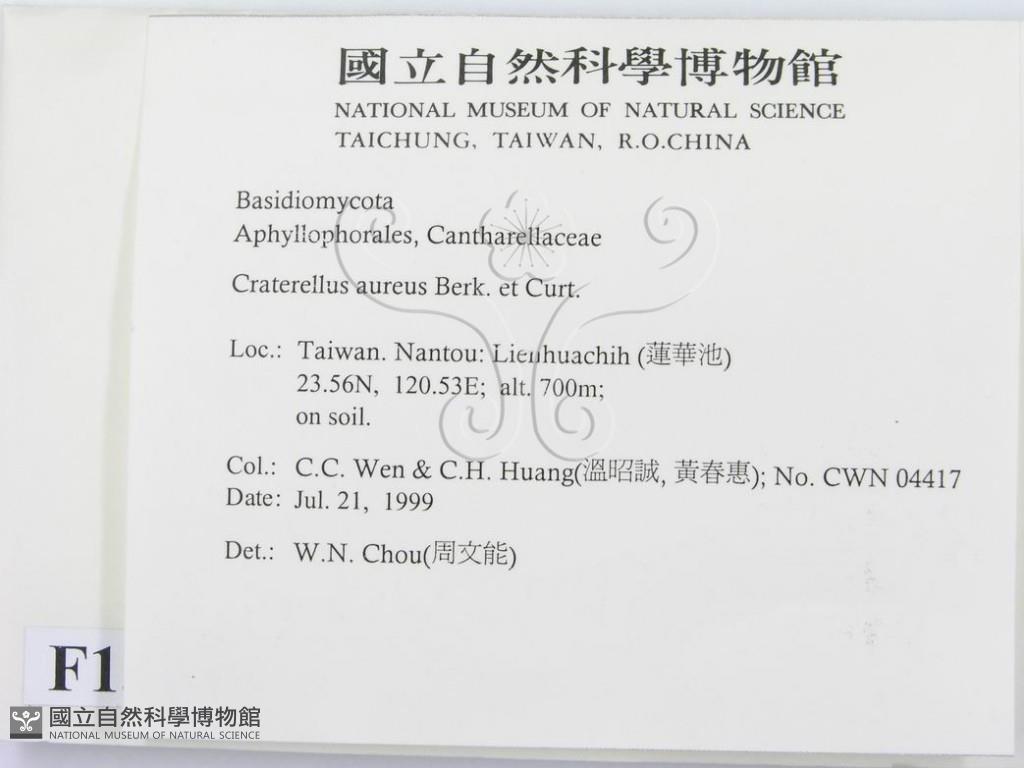 國立自然科學博物館
NATIONAL MUSEUM OF NATURAL SCIENCE
TAICHUNG, TAIWAN, R.O.CHINA
Basidiomycota
Aphyllophorales, Cantharellaceae
Craterellus aureus Berk. et Curt.
Loc.: Taiwan. Nantou: Lienhuachih (蓮華池)
23.56N, 120.53E; alt. 700m;
on soil.
Col.: C.C. Wen & C.H. Huang(溫昭誠, 黃春惠); No. CWN 04417
Date: Jul. 21, 1999
Det.: W.N. Chou(周文能)
F1
國立自然科學博物館
NATIONAL MUSEUM OF NATURAL SCIENCE